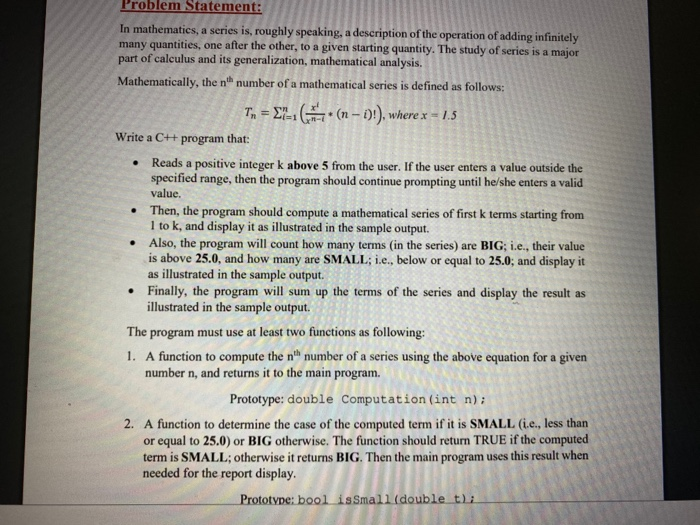 Problem Statement:
In mathematics, a series is, roughly speaking, a description of the operation of adding infinitely
many quantities, one after the other, to a given starting quantity. The study of series is a major
part of calculus and its generalization, mathematical analysis.
Mathematically, the nth number of a mathematical series is defined as follows:
Tₙ = Σⁿᵢ₌₁ (xⁱ/xⁿ⁻ⁱ * (n − i)!), where x = 1.5
Write a C++ program that:
• Reads a positive integer k above 5 from the user. If the user enters a value outside the
specified range, then the program should continue prompting until he/she enters a valid
value.
• Then, the program should compute a mathematical series of first k terms starting from
1 to k, and display it as illustrated in the sample output.
• Also, the program will count how many terms (in the series) are BIG; i.e., their value
is above 25.0, and how many are SMALL; i.e., below or equal to 25.0; and display it
as illustrated in the sample output.
• Finally, the program will sum up the terms of the series and display the result as
illustrated in the sample output.
The program must use at least two functions as following:
1. A function to compute the nth number of a series using the above equation for a given
number n, and returns it to the main program.
Prototype: double Computation(int n);
2. A function to determine the case of the computed term if it is SMALL (i.e., less than
or equal to 25.0) or BIG otherwise. The function should return TRUE if the computed
term is SMALL; otherwise it returns BIG. Then the main program uses this result when
needed for the report display.
Prototype: bool isSmall(double t);